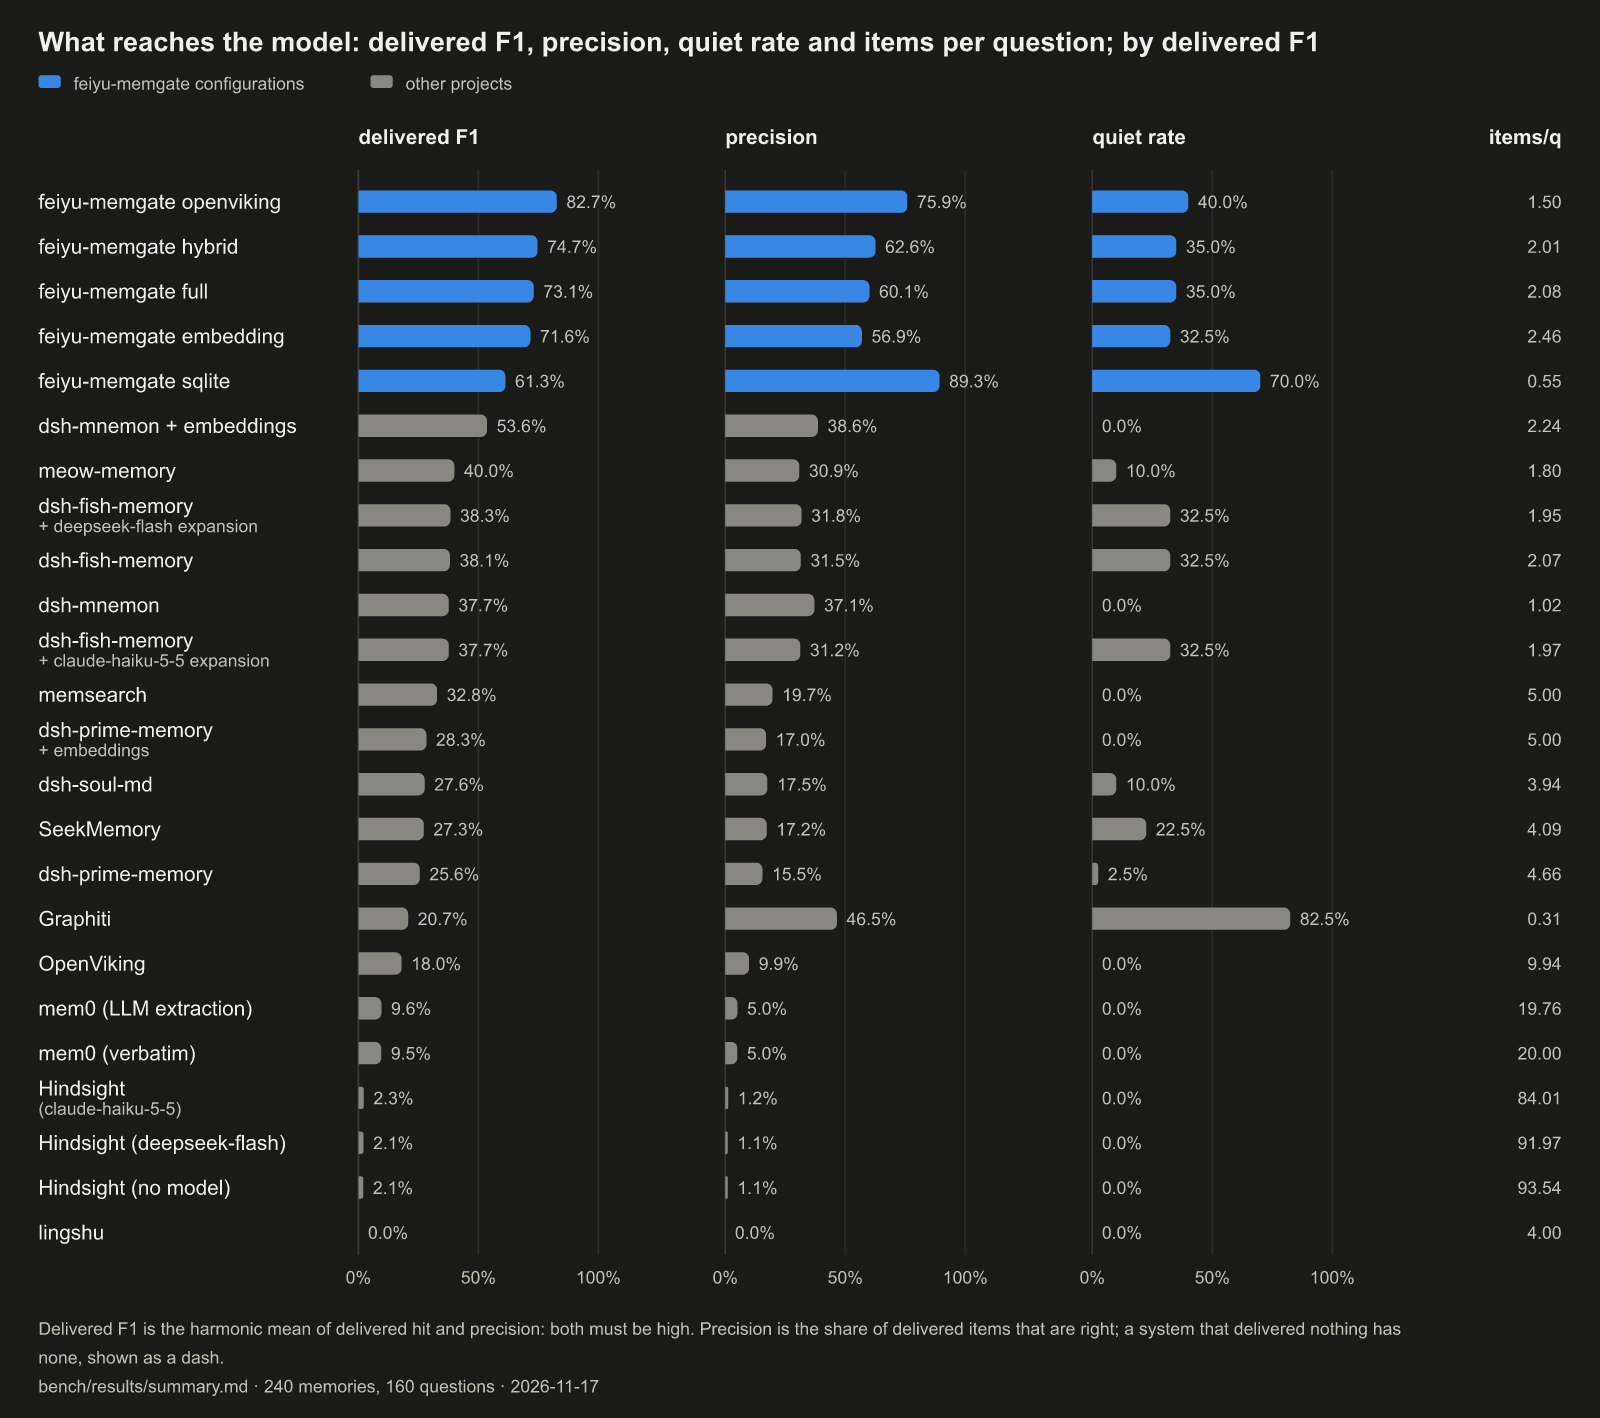 What reaches the model: delivered F1, precision, quiet rate and items per question; by delivered F1
feiyu-memgate configurations other projects
delivered F1 precision quiet rate items/q
feiyu-memgate openviking 82.7% 75.9% 40.0% 1.50
feiyu-memgate hybrid 74.7% 62.6% 35.0% 2.01
feiyu-memgate full 73.1% 60.1% 35.0% 2.08
feiyu-memgate embedding 71.6% 56.9% 32.5% 2.46
feiyu-memgate sqlite 61.3% 89.3% 70.0% 0.55
dsh-mnemon + embeddings 53.6% 38.6% 0.0% 2.24
meow-memory 40.0% 30.9% 10.0% 1.80
dsh-fish-memory
+ deepseek-flash expansion 38.3% 31.8% 32.5% 1.95
dsh-fish-memory 38.1% 31.5% 32.5% 2.07
dsh-mnemon 37.7% 37.1% 0.0% 1.02
dsh-fish-memory
+ claude-haiku-5-5 expansion 37.7% 31.2% 32.5% 1.97
memsearch 32.8% 19.7% 0.0% 5.00
dsh-prime-memory
+ embeddings 28.3% 17.0% 0.0% 5.00
dsh-soul-md 27.6% 17.5% 10.0% 3.94
SeekMemory 27.3% 17.2% 22.5% 4.09
dsh-prime-memory 25.6% 15.5% 2.5% 4.66
Graphiti 20.7% 46.5% 82.5% 0.31
OpenViking 18.0% 9.9% 0.0% 9.94
mem0 (LLM extraction) 9.6% 5.0% 0.0% 19.76
mem0 (verbatim) 9.5% 5.0% 0.0% 20.00
Hindsight
(claude-haiku-5-5) 2.3% 1.2% 0.0% 84.01
Hindsight (deepseek-flash) 2.1% 1.1% 0.0% 91.97
Hindsight (no model) 2.1% 1.1% 0.0% 93.54
lingshu 0.0% 0.0% 0.0% 4.00
0% 50% 100% 0% 50% 100% 0% 50% 100%
Delivered F1 is the harmonic mean of delivered hit and precision: both must be high. Precision is the share of delivered items that are right; a system that delivered nothing has
none, shown as a dash.
bench/results/summary.md · 240 memories, 160 questions · 2026-11-17